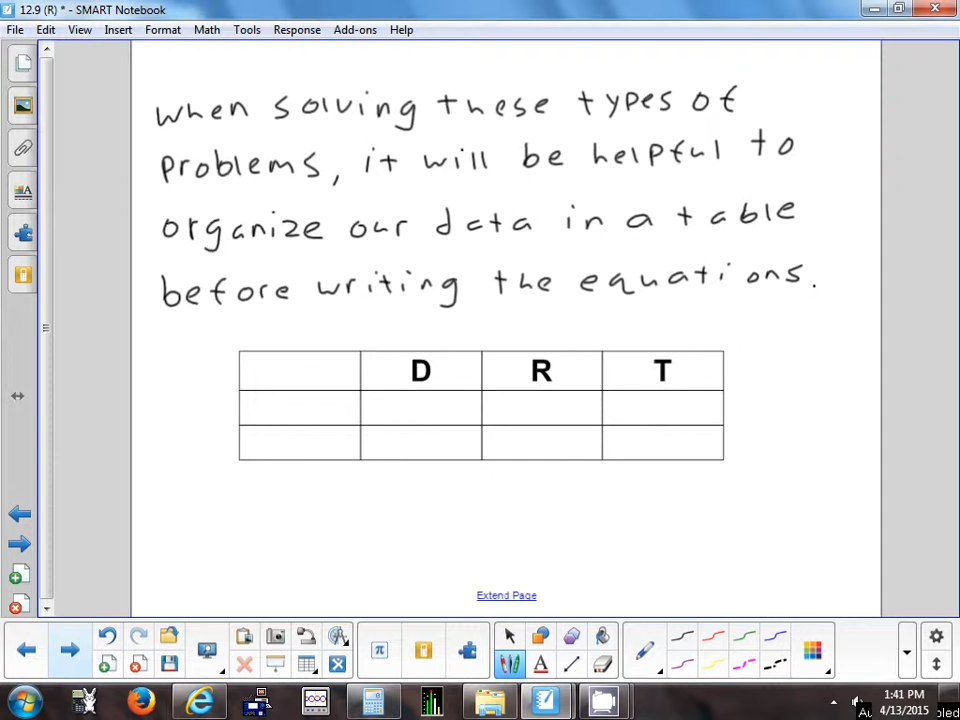 12.9 (R) * - SMART Notebook
File Edit View Insert Format Math Tools Response Add-ons Help
when solving these types of
problems, it will be helpful to
organize our data in a table
before writing the equations.
D R T
Extend Page
1:41 PM
4/13/2015